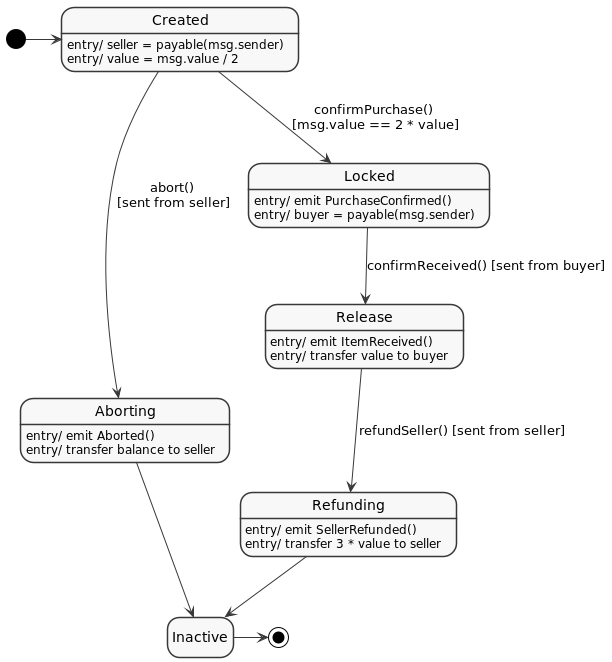 Created
entry/ seller = payable(msg.sender)
entry/ value = msg.value / 2
confirmPurchase()
[msg.value == 2 * value]
abort()
[sent from seller]
Locked
entry/ emit PurchaseConfirmed()
entry/ buyer = payable(msg.sender)
confirmReceived() [sent from buyer]
Release
entry/ emit ItemReceived()
entry/ transfer value to buyer
Aborting
entry/ emit Aborted()
entry/ transfer balance to seller
refundSeller() [sent from seller]
Refunding
entry/ emit SellerRefunded()
entry/ transfer 3 * value to seller
Inactive